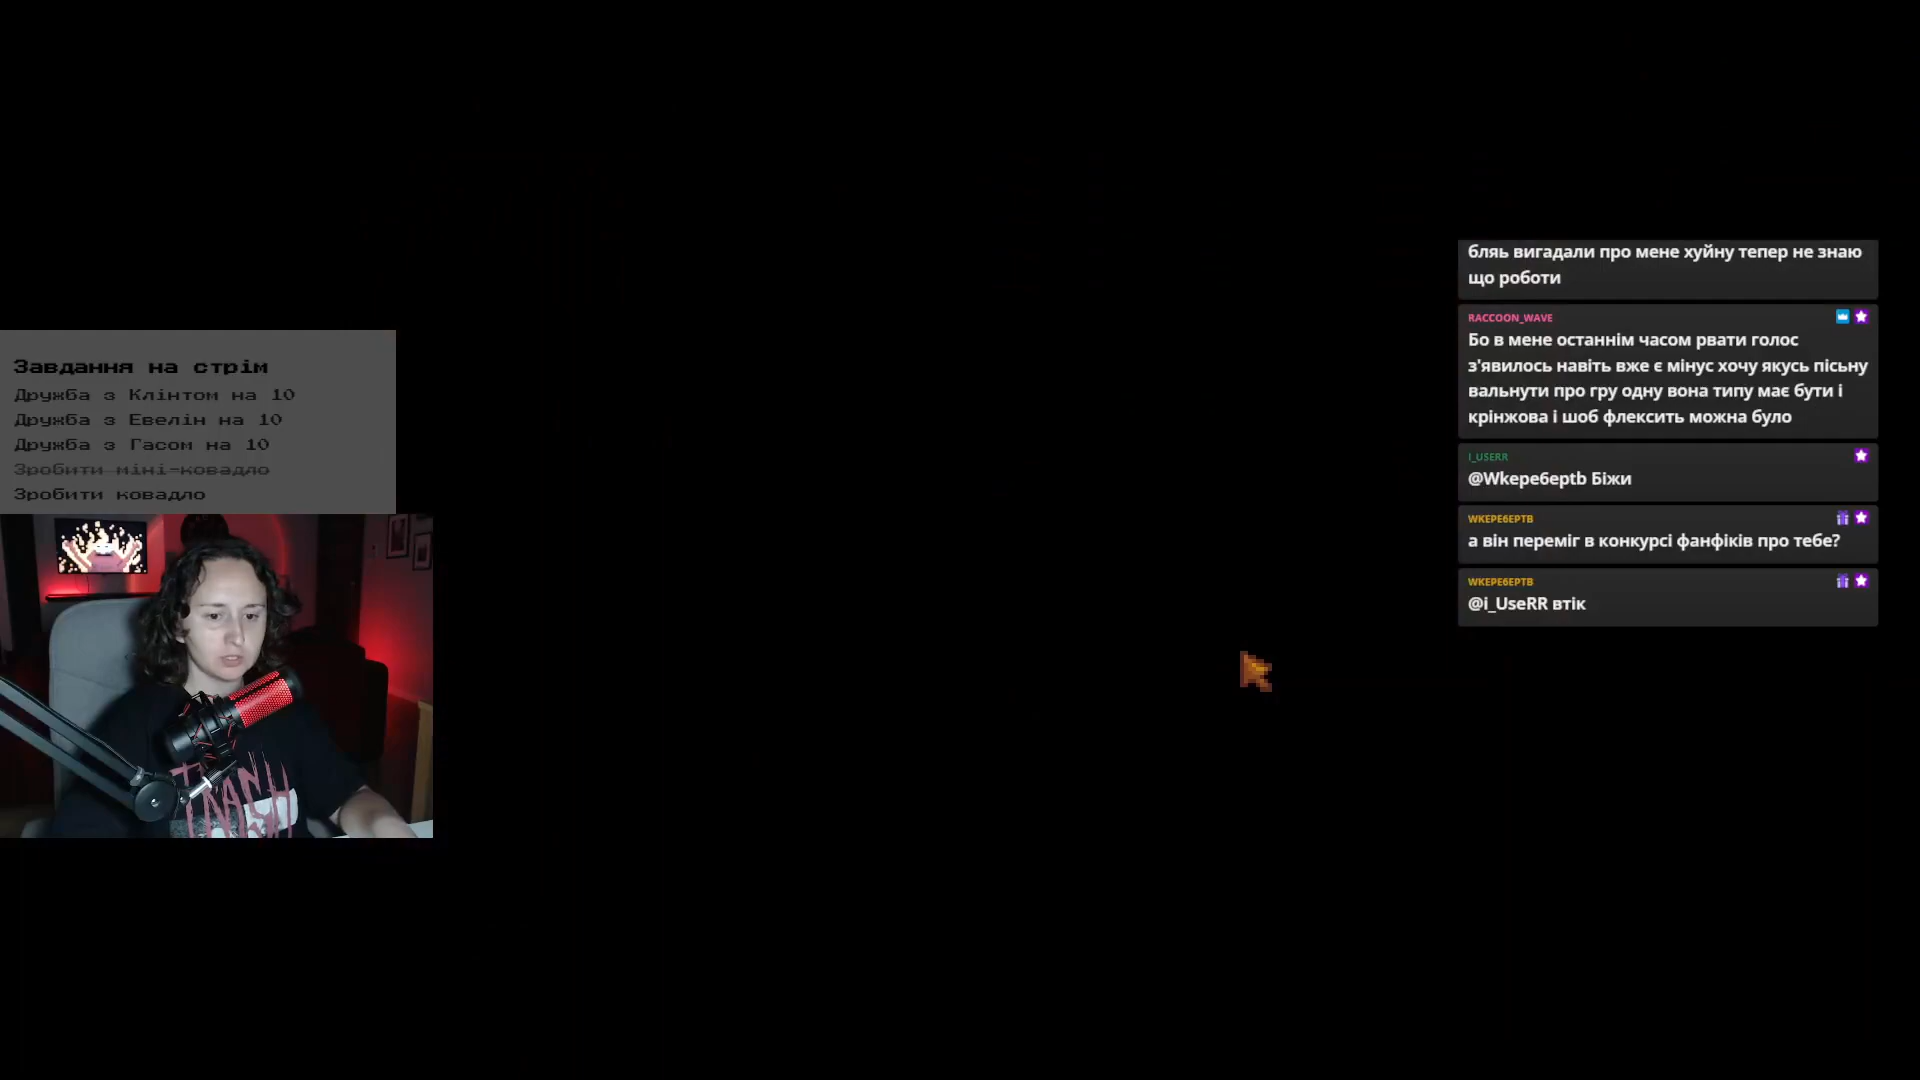 бляь вигадали про мене хуйну тепер не знаю
що роботи
RACCOON_WAVE
Бо в мене останнім часом рвати голос
з'явилось навіть вже є мінус хочу якусь пісьну
вальнути про гру одну вона типу має бути і
крінжова і шоб флексить можна було
I_USERR
@Wkepe6eptb Біжи
WKEPE6EPTB
а він переміг в конкурсі фанфіків про тебе?
WKEPE6EPTB
@i_UseRR втік
Завдання на стрім
Дружба з Клінтом на 10
Дружба з Евелін на 10
Дружба з Гасом на 10
Зробити міні-ковадло
Зробити ковадло